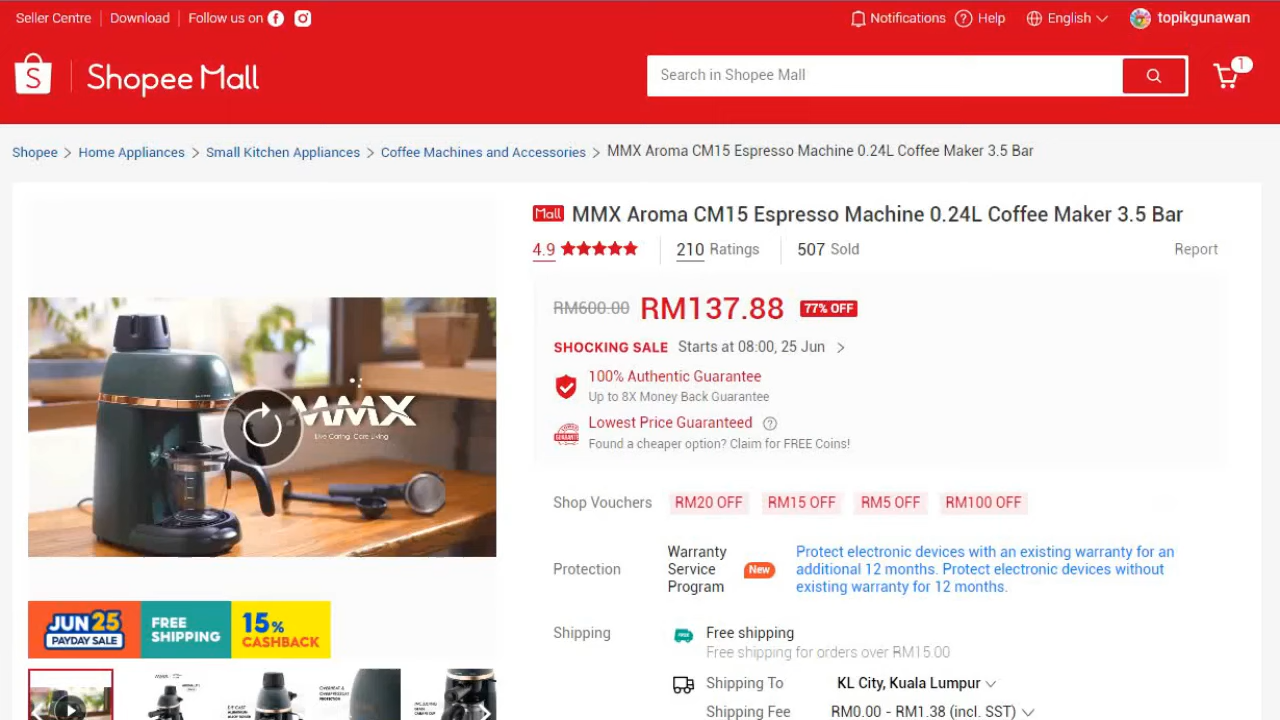 Seller Centre Download Follow us on
Notifications Help English topikgunawan
Shopee Mall
Search in Shopee Mall
1
Shopee > Home Appliances > Small Kitchen Appliances > Coffee Machines and Accessories > MMX Aroma CM15 Espresso Machine 0.24L Coffee Maker 3.5 Bar
Mall MMX Aroma CM15 Espresso Machine 0.24L Coffee Maker 3.5 Bar
4.9 210 Ratings 507 Sold Report
RM600.00 RM137.88 77% OFF
SHOCKING SALE Starts at 08:00, 25 Jun >
100% Authentic Guarantee
Up to 8X Money Back Guarantee
Lowest Price Guaranteed ?
Found a cheaper option? Claim for FREE Coins!
MMX
Live Caring, Care Living
Shop Vouchers RM20 OFF RM15 OFF RM5 OFF RM100 OFF
Protection
Warranty
Service
Program
New
Protect electronic devices with an existing warranty for an
additional 12 months. Protect electronic devices without
existing warranty for 12 months.
JUN 25
PAYDAY SALE
FREE
SHIPPING
15%
CASHBACK
Shipping
Free shipping
Free shipping for orders over RM15.00
Shipping To KL City, Kuala Lumpur
Shipping Fee RM0.00 - RM1.38 (incl. SST)